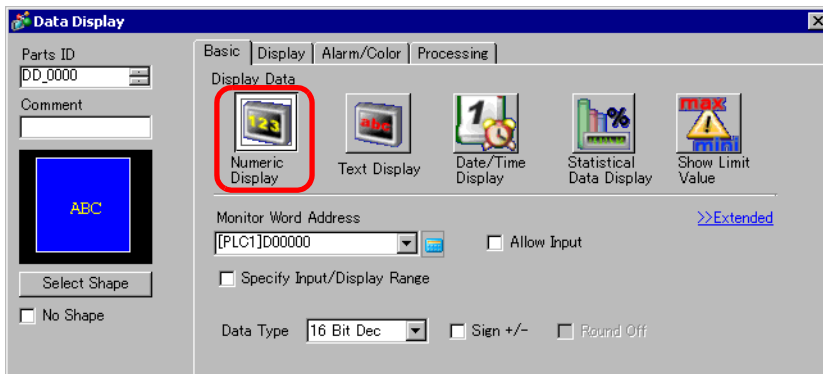 Data Display
Parts ID
DD_0000
Comment
ABC
Select Shape
No Shape
Basic Display Alarm/Color Processing
Display Data
123
Numeric
Display
abc
Text Display
1
Date/Time
Display
%
Statistical
Data Display
max
mini
Show Limit
Value
Monitor Word Address
>>Extended
[PLC1]D00000
Allow Input
Specify Input/Display Range
Data Type 16 Bit Dec Sign +/- Round Off